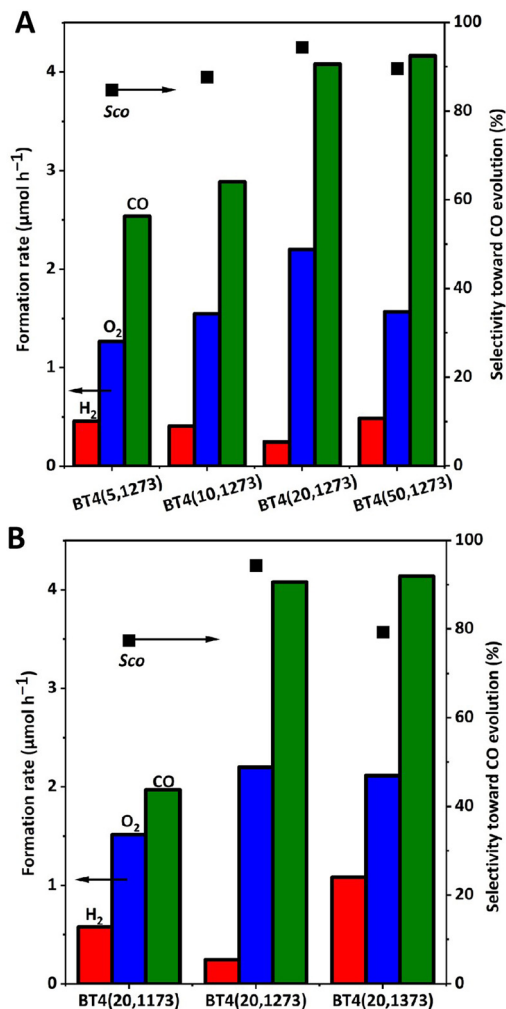 A
100
80
60
40
20
0
Selectivity toward CO evolution (%)
4
3
2
1
0
Formation rate (μmol h⁻¹)
Sco
CO
O₂
H₂
BT4(5,1273)
BT4(10,1273)
BT4(20,1273)
BT4(50,1273)
B
100
80
60
40
20
0
Selectivity toward CO evolution (%)
4
3
2
1
0
Formation rate (μmol h⁻¹)
Sco
CO
O₂
H₂
BT4(20,1173)
BT4(20,1273)
BT4(20,1373)